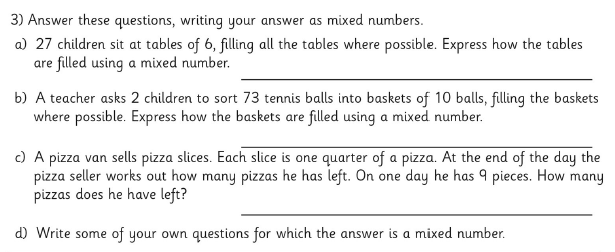 3) Answer these questions, writing your answer as mixed numbers.
a) 27 children sit at tables of 6, filling all the tables where possible. Express how the tables
are filled using a mixed number.
b) A teacher asks 2 children to sort 73 tennis balls into baskets of 10 balls, filling the baskets
where possible. Express how the baskets are filled using a mixed number.
c) A pizza van sells pizza slices. Each slice is one quarter of a pizza. At the end of the day the
pizza seller works out how many pizzas he has left. On one day he has 9 pieces. How many
pizzas does he have left?
d) Write some of your own questions for which the answer is a mixed number.